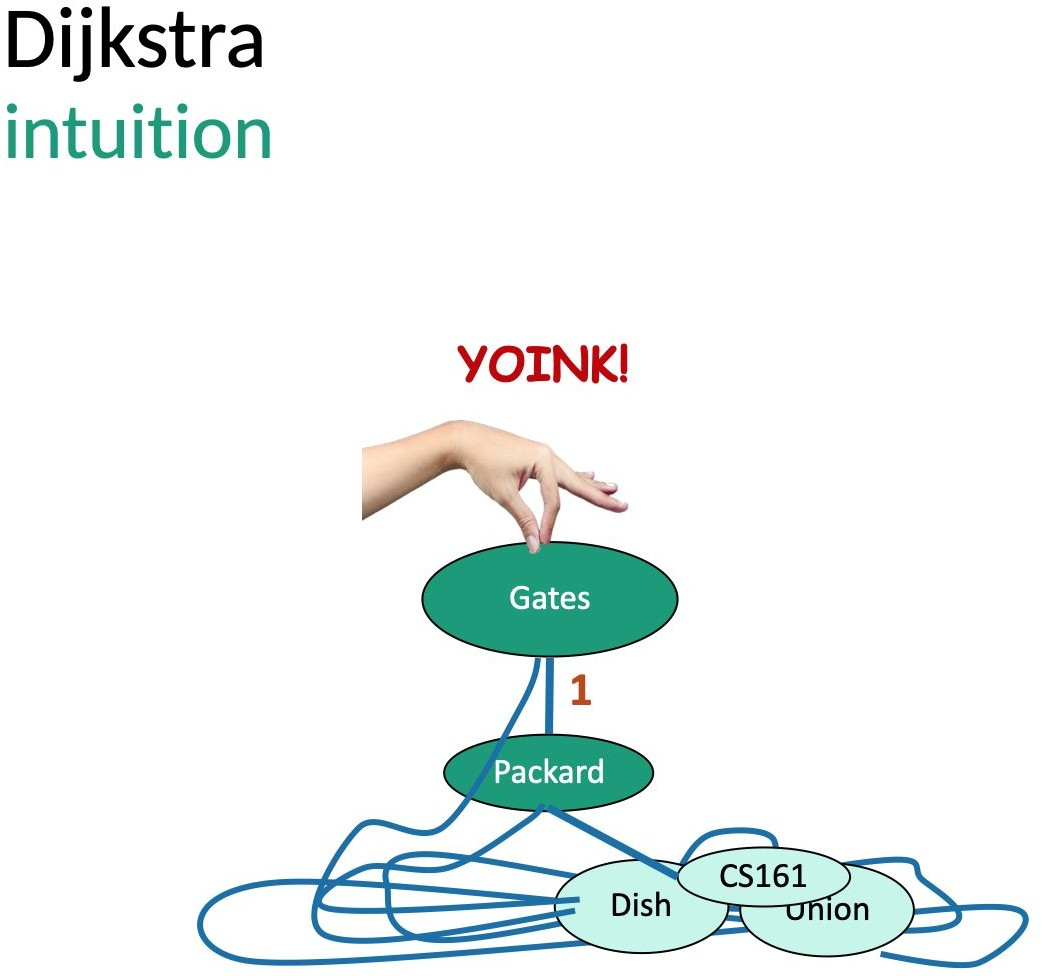 Dijkstra
intuition
YOINK!
Gates
1
Packard
CS161
Dish
Union